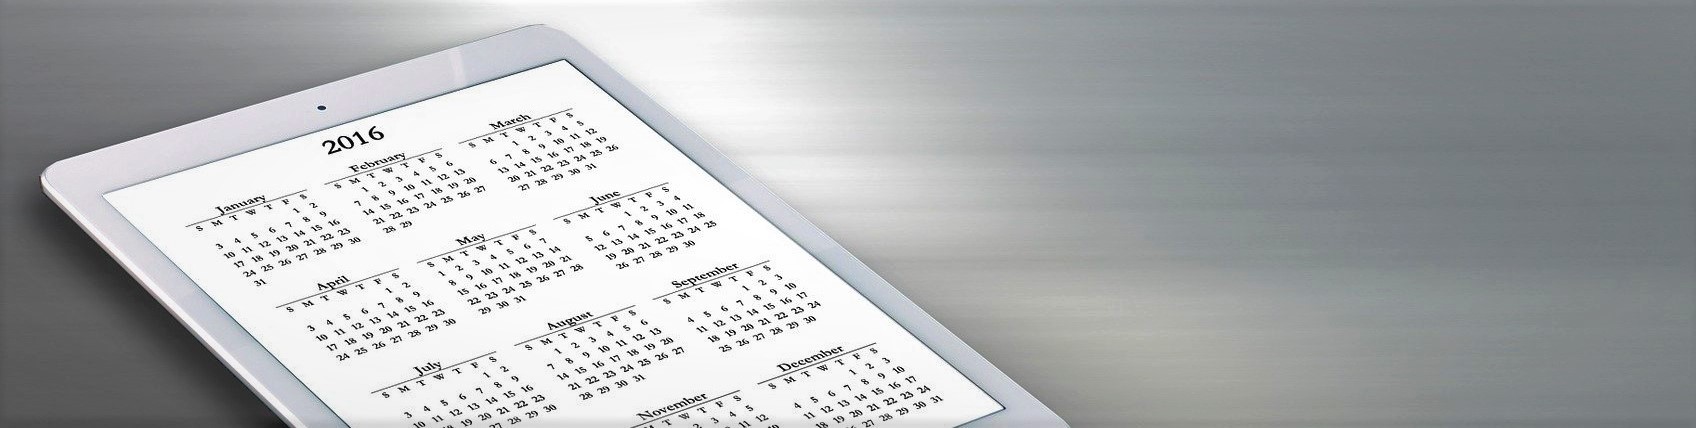 2016
January
S M T W T F S
1 2
3 4 5 6 7 8 9
10 11 12 13 14 15 16
17 18 19 20 21 22 23
24 25 26 27 28 29 30
31
February
S M T W T F S
1 2 3 4 5 6
7 8 9 10 11 12 13
14 15 16 17 18 19 20
21 22 23 24 25 26 27
28 29
March
S M T W T F S
1 2 3 4 5
6 7 8 9 10 11 12
13 14 15 16 17 18 19
20 21 22 23 24 25 26
27 28 29 30 31
April
S M T W T F S
1 2
3 4 5 6 7 8 9
10 11 12 13 14 15 16
17 18 19 20 21 22 23
24 25 26 27 28 29 30
May
S M T W T F S
1 2 3 4 5 6 7
8 9 10 11 12 13 14
15 16 17 18 19 20 21
22 23 24 25 26 27 28
29 30 31
June
S M T W T F S
1 2 3 4
5 6 7 8 9 10 11
12 13 14 15 16 17 18
19 20 21 22 23 24 25
26 27 28 29 30
July
S M T W T F S
1 2
3 4 5 6 7 8 9
10 11 12 13 14 15 16
19 20 21 22 23
27 28 29 30
August
S M T W T F S
1 2 3 4 5 6
7 8 9 10 11 12 13
14 15 16 17 18 19 20
21 22 23 24 25 26 27
28 29 30 31
September
S M T W T F S
1 2 3
4 5 6 7 8 9 10
11 12 13 14 15 16 17
18 19 20 21 22 23 24
25 26 27 28 29 30
November
S M T W T F S
2 3 4 5
11 12
December
S M T W T F S
1 2 3
4 5 6 7 8 9 10
11 12 13 14 15 16 17
18 19 20 21 22 23 24
28 29 30 31